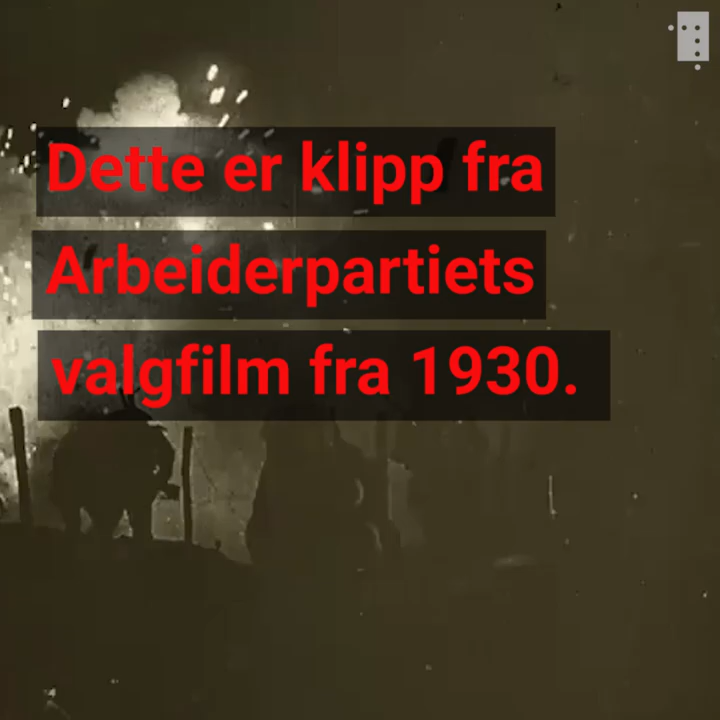 Dette er klipp fra
Arbeiderpartiets
valgfilm fra 1930.